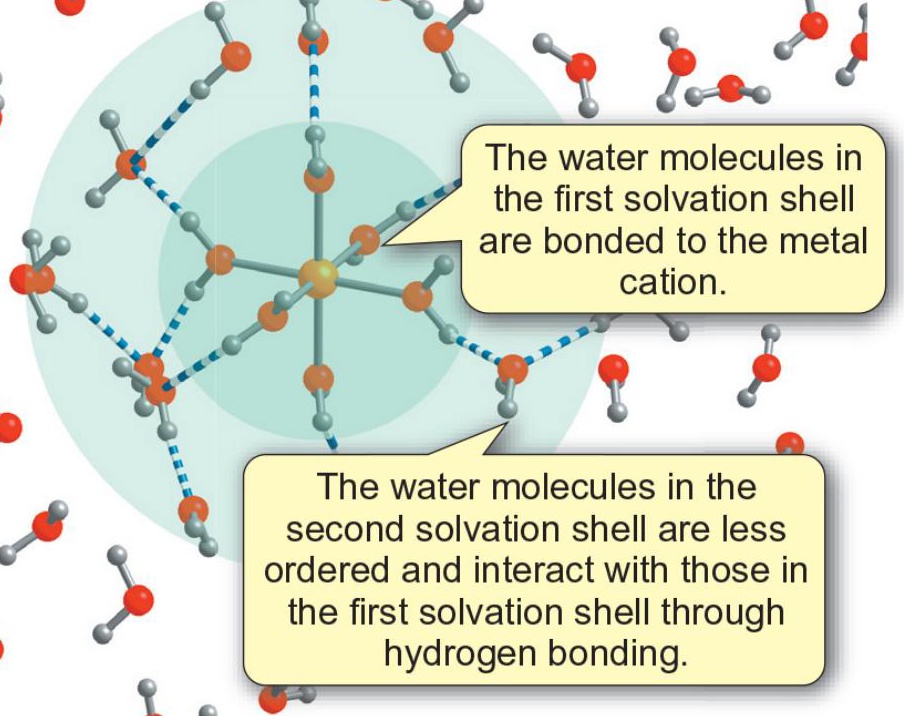 The water molecules in
the first solvation shell
are bonded to the metal
cation.
The water molecules in the
second solvation shell are less
ordered and interact with those in
the first solvation shell through
hydrogen bonding.